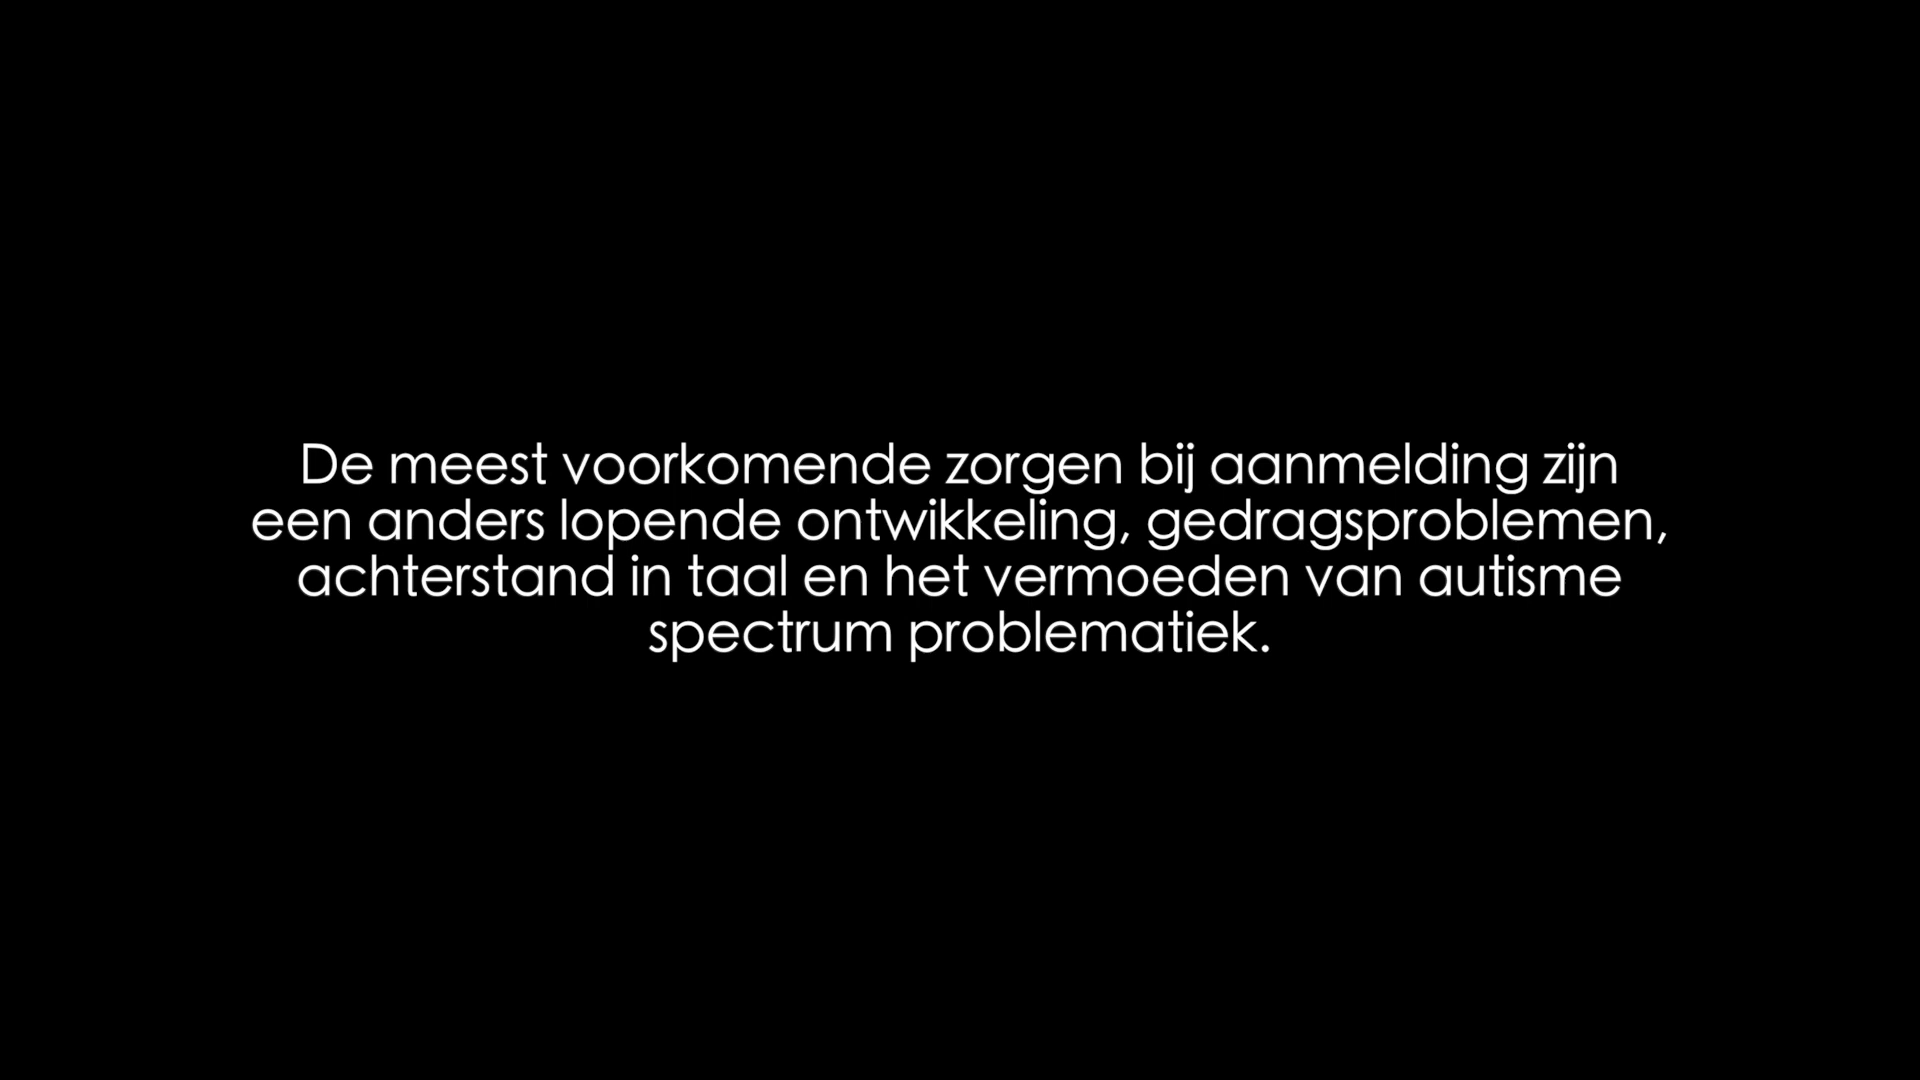 De meest voorkomende zorgen bij aanmelding zijn
een anders lopende ontwikkeling, gedragsproblemen,
achterstand in taal en het vermoeden van autisme
spectrum problematiek.